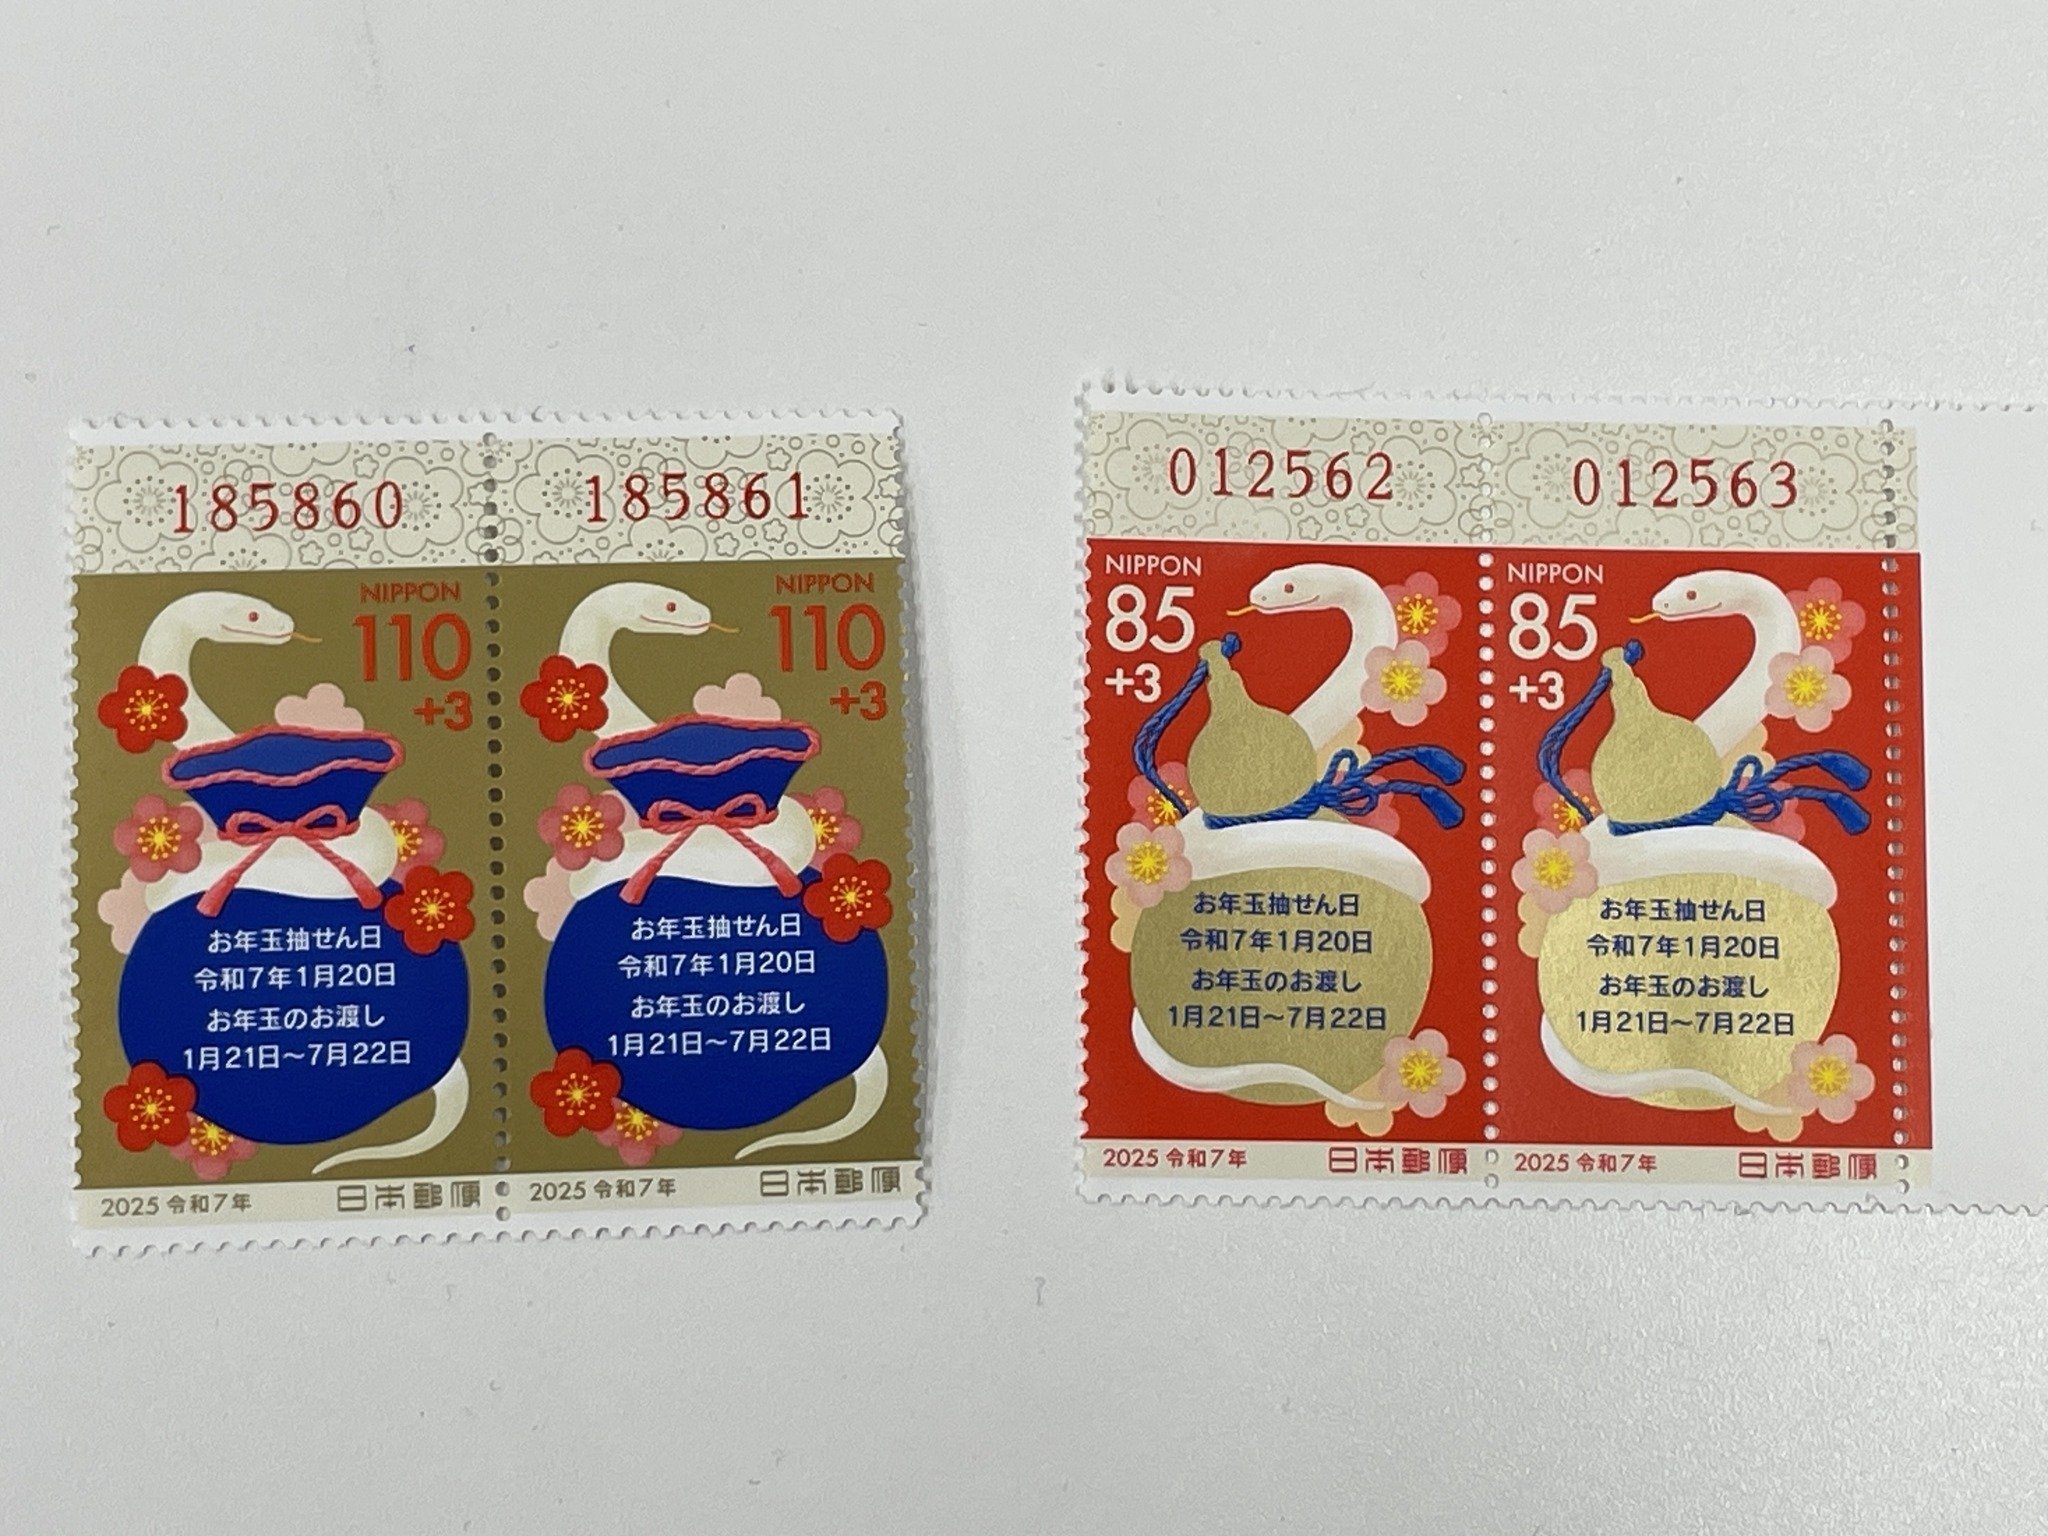 185860
NIPPON
110
+3
お年玉抽せん日
令和7年1月20日
お年玉のお渡し
1月21日～7月22日
2025 令和7年
日本郵便
185861
NIPPON
110
+3
お年玉抽せん日
令和7年1月20日
お年玉のお渡し
1月21日～7月22日
2025 令和7年
日本郵便
012562
NIPPON
85
+3
お年玉抽せん日
令和7年1月20日
お年玉のお渡し
1月21日～7月22日
2025 令和7年
日本郵便
012563
NIPPON
85
+3
お年玉抽せん日
令和7年1月20日
お年玉のお渡し
1月21日～7月22日
2025 令和7年
日本郵便